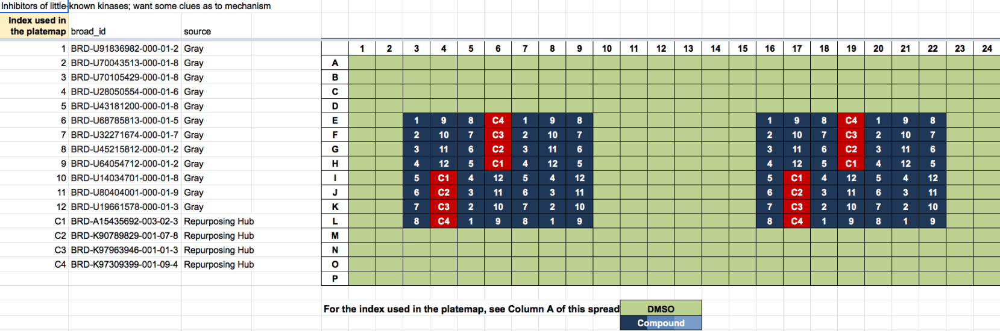 Inhibitors of little-known kinases; want some clues as to mechanism
Index used in
the platemap broad_id source
1 BRD-U91836982-000-01-2 Gray 1 2 3 4 5 6 7 8 9 10 11 12 13 14 15 16 17 18 19 20 21 22 23 24
2 BRD-U70043513-000-01-8 Gray A
3 BRD-U70105429-000-01-8 Gray B
4 BRD-U28050554-000-01-6 Gray C
5 BRD-U43181200-000-01-8 Gray D
6 BRD-U68785813-000-01-5 Gray E 1 9 8 C4 1 9 8 1 9 8 C4 1 9 8
7 BRD-U32271674-000-01-7 Gray F 2 10 7 C3 2 10 7 2 10 7 C3 2 10 7
8 BRD-U45215812-000-01-2 Gray G 3 11 6 C2 3 11 6 3 11 6 C2 3 11 6
9 BRD-U64054712-000-01-2 Gray H 4 12 5 C1 4 12 5 4 12 5 C1 4 12 5
10 BRD-U14034701-000-01-8 Gray I 5 C1 4 12 5 4 12 5 C1 4 12 5 4 12
11 BRD-U80404001-000-01-9 Gray J 6 C2 3 11 6 3 11 6 C2 3 11 6 3 11
12 BRD-U19661578-000-01-3 Gray K 7 C3 2 10 7 2 10 7 C3 2 10 7 2 10
C1 BRD-A15435692-003-02-3 Repurposing Hub L 8 C4 1 9 8 1 9 8 C4 1 9 8 1 9
C2 BRD-K90789829-001-07-8 Repurposing Hub M
C3 BRD-K97963946-001-01-3 Repurposing Hub N
C4 BRD-K97309399-001-09-4 Repurposing Hub O
P
For the index used in the platemap, see Column A of this spread DMSO
Compound